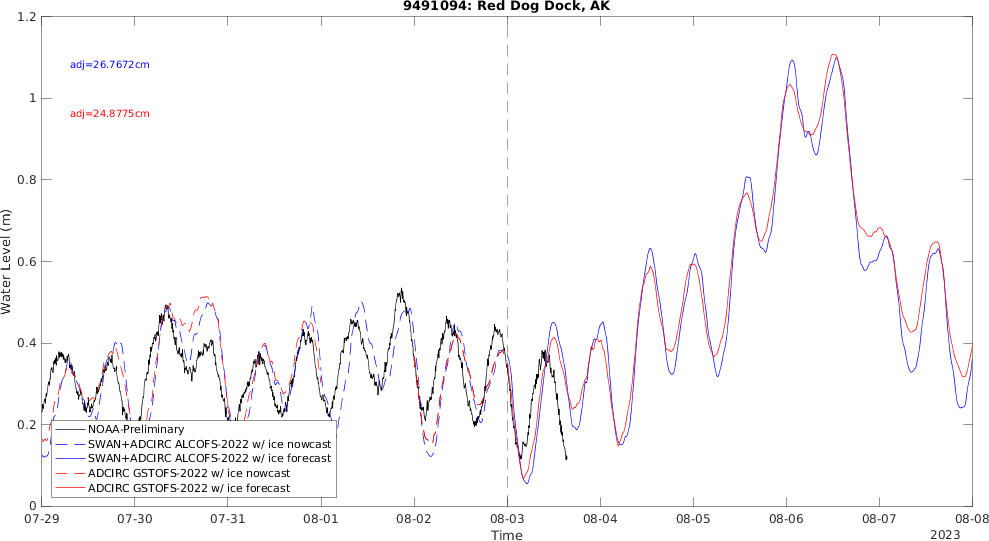 9491094: Red Dog Dock, AK
adj=26.7672cm
adj=24.8775cm
Water Level (m)
1.2
1
0.8
0.6
0.4
0.2
0
NOAA-Preliminary
SWAN+ADCIRC ALCOFS-2022 w/ ice nowcast
SWAN+ADCIRC ALCOFS-2022 w/ ice forecast
ADCIRC GSTOFS-2022 w/ ice nowcast
ADCIRC GSTOFS-2022 w/ ice forecast
07-29 07-30 07-31 08-01 08-02 08-03 08-04 08-05 08-06 08-07 08-08
Time
2023